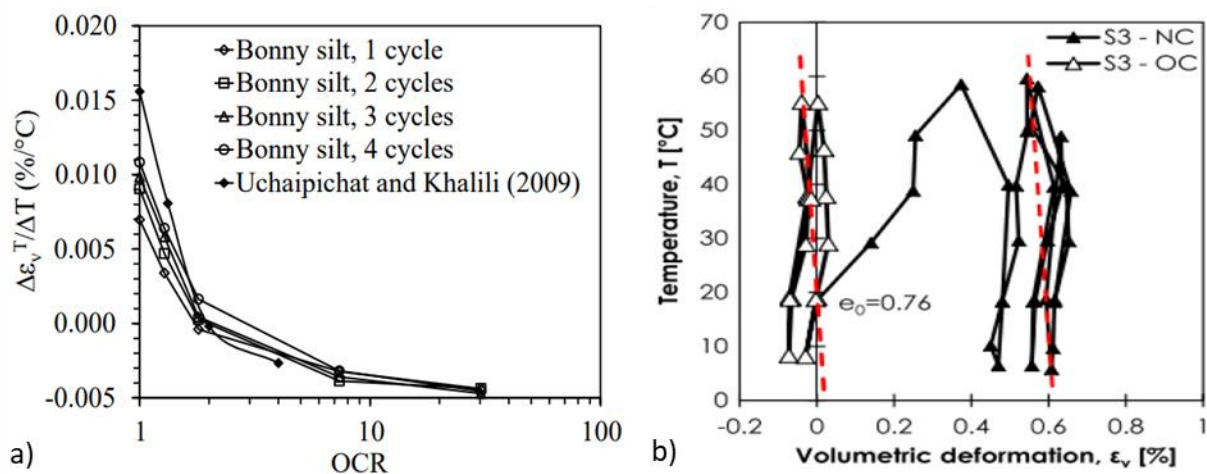 0.020
0.015
0.010
0.005
0.000
-0.005
Δεvᵀ/ΔT (%/°C)
Bonny silt, 1 cycle
Bonny silt, 2 cycles
Bonny silt, 3 cycles
Bonny silt, 4 cycles
Uchaipichat and Khalili (2009)
1 10 100
OCR
a)
70
60
50
40
30
20
10
0
Temperature, T [°C]
S3 - NC
S3 - OC
e₀=0.76
-0.2 0 0.2 0.4 0.6 0.8 1
Volumetric deformation, εᵥ [%]
b)